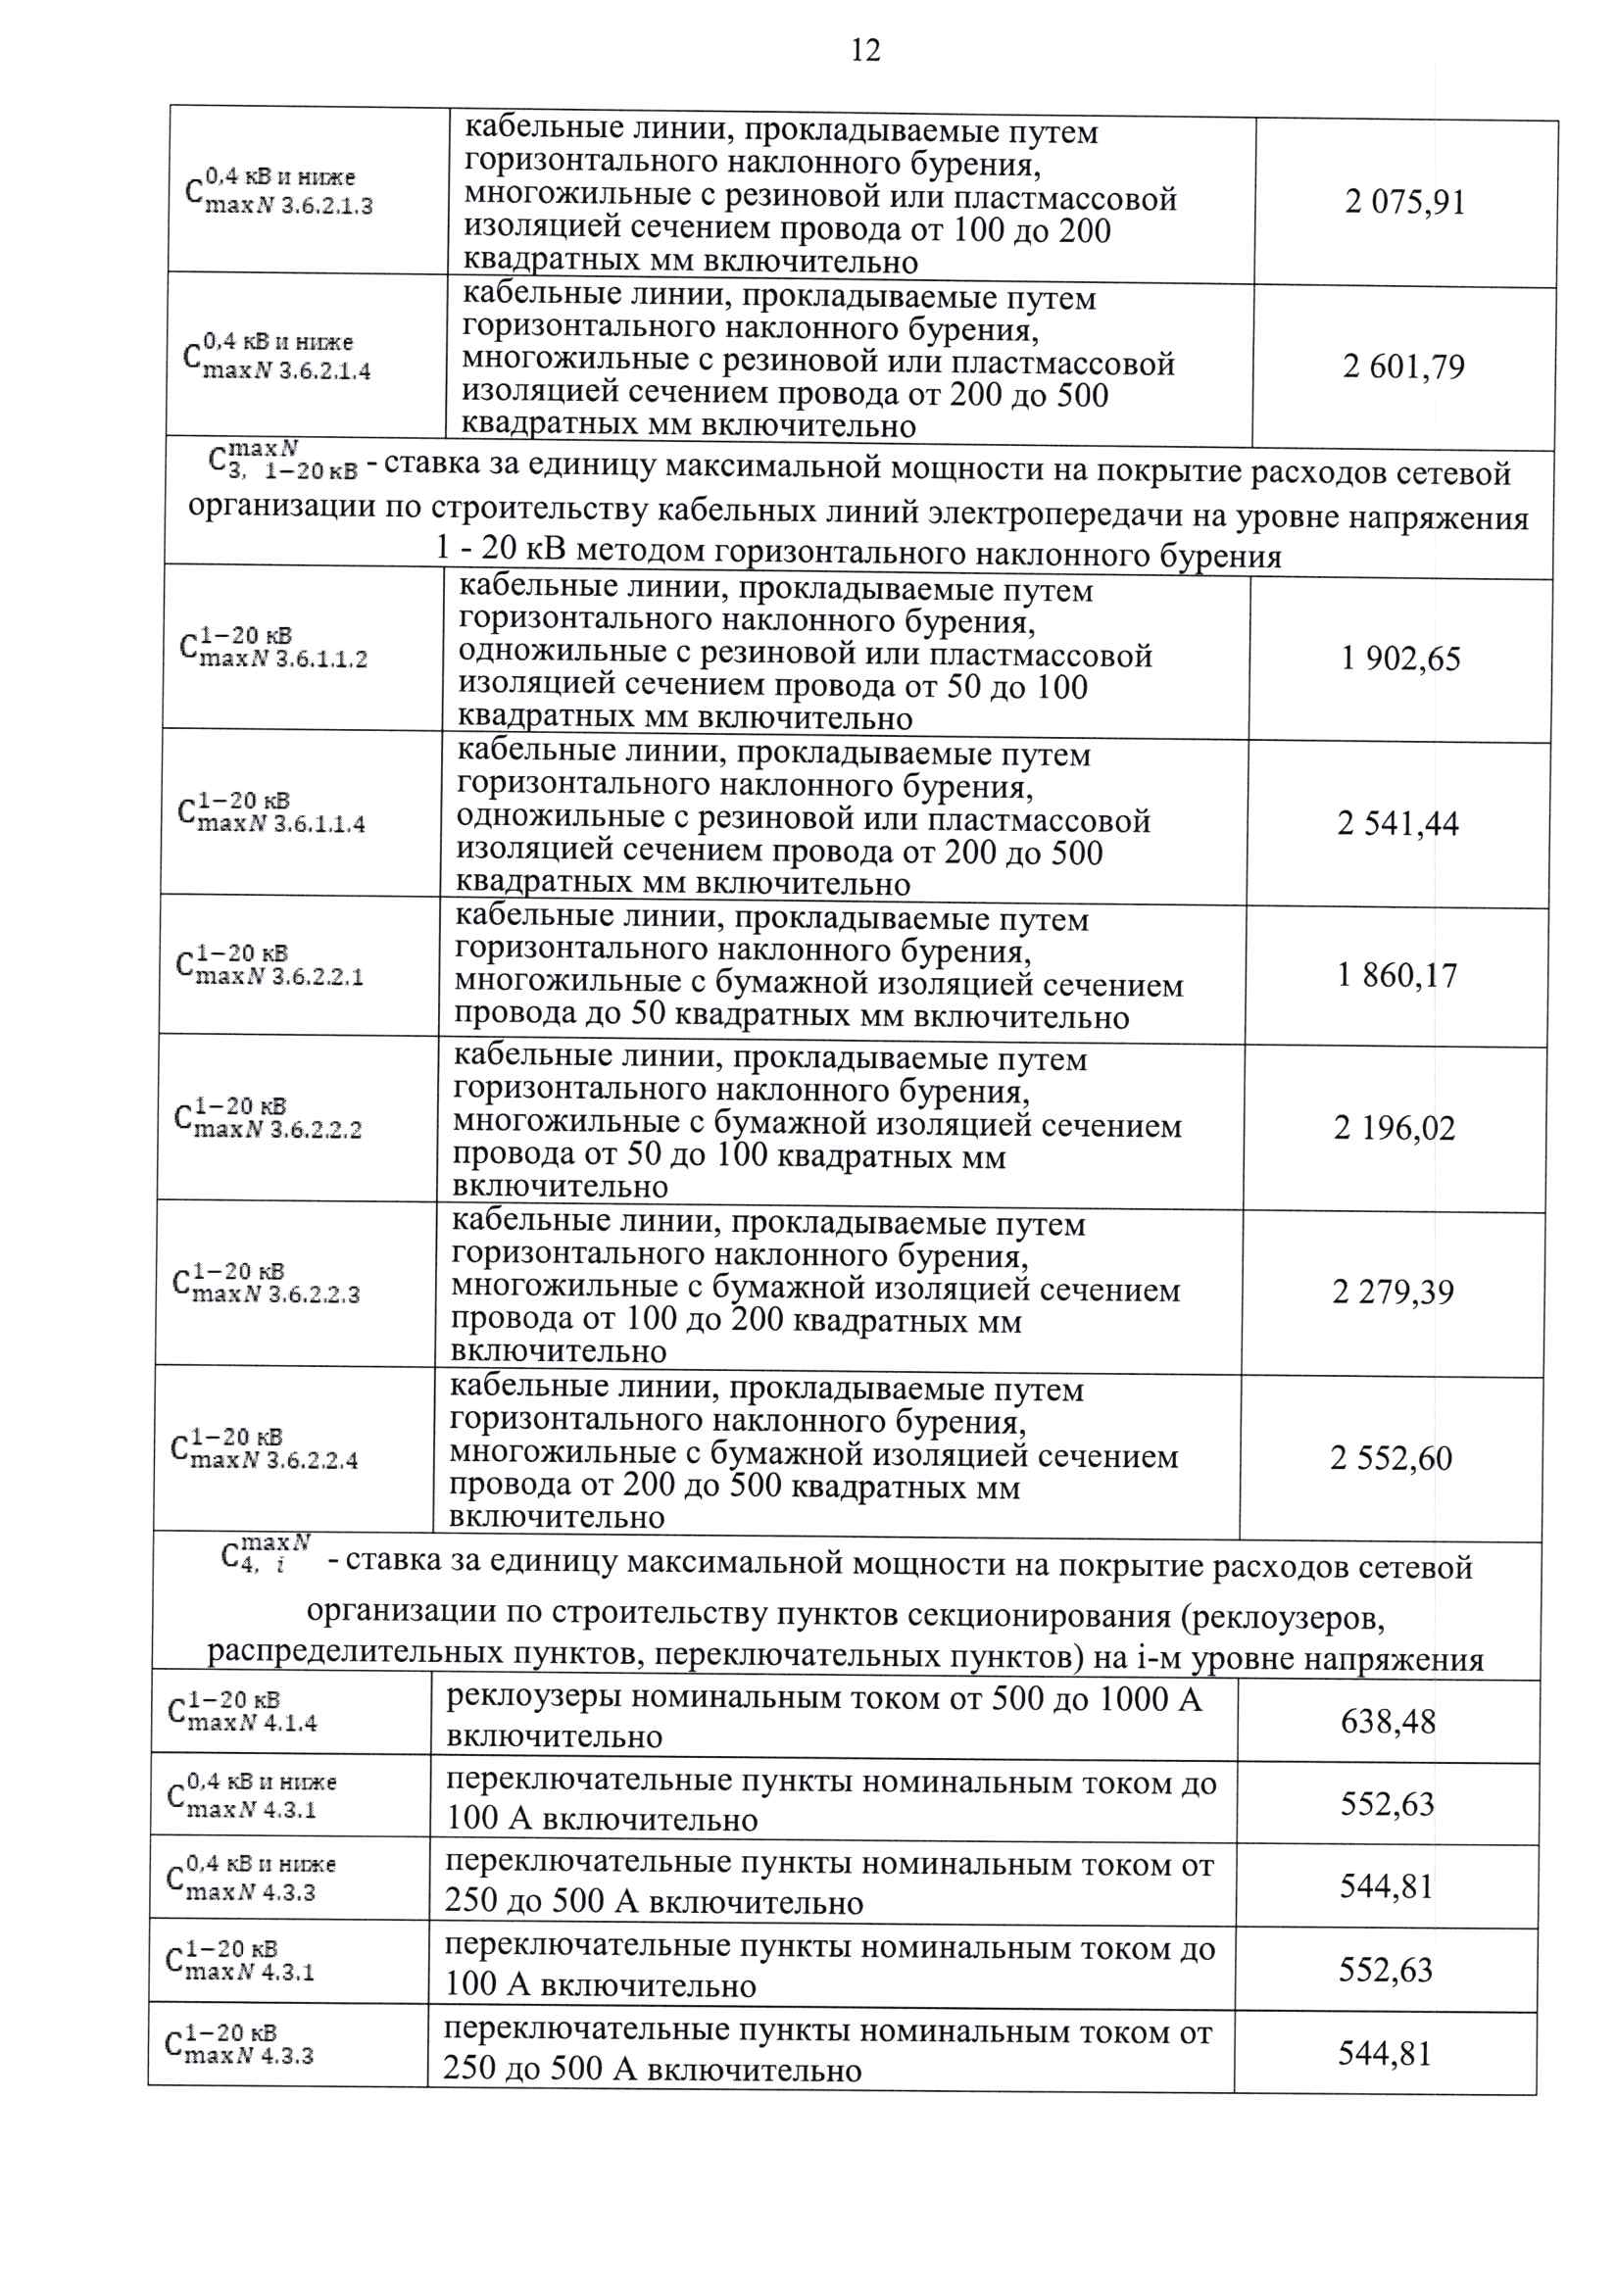 12
C 0,4 кВ и ниже maxN 3.6.2.1.3
кабельные линии, прокладываемые путем
горизонтального наклонного бурения,
многожильные с резиновой или пластмассовой
изоляцией сечением провода от 100 до 200
квадратных мм включительно
2 075,91
C 0,4 кВ и ниже maxN 3.6.2.1.4
кабельные линии, прокладываемые путем
горизонтального наклонного бурения,
многожильные с резиновой или пластмассовой
изоляцией сечением провода от 200 до 500
квадратных мм включительно
2 601,79
C maxN 3, 1–20 кВ - ставка за единицу максимальной мощности на покрытие расходов сетевой
организации по строительству кабельных линий электропередачи на уровне напряжения
1 - 20 кВ методом горизонтального наклонного бурения
C 1–20 кВ maxN 3.6.1.1.2
кабельные линии, прокладываемые путем
горизонтального наклонного бурения,
одножильные с резиновой или пластмассовой
изоляцией сечением провода от 50 до 100
квадратных мм включительно
1 902,65
C 1–20 кВ maxN 3.6.1.1.4
кабельные линии, прокладываемые путем
горизонтального наклонного бурения,
одножильные с резиновой или пластмассовой
изоляцией сечением провода от 200 до 500
квадратных мм включительно
2 541,44
C 1–20 кВ maxN 3.6.2.2.1
кабельные линии, прокладываемые путем
горизонтального наклонного бурения,
многожильные с бумажной изоляцией сечением
провода до 50 квадратных мм включительно
1 860,17
C 1–20 кВ maxN 3.6.2.2.2
кабельные линии, прокладываемые путем
горизонтального наклонного бурения,
многожильные с бумажной изоляцией сечением
провода от 50 до 100 квадратных мм
включительно
2 196,02
C 1–20 кВ maxN 3.6.2.2.3
кабельные линии, прокладываемые путем
горизонтального наклонного бурения,
многожильные с бумажной изоляцией сечением
провода от 100 до 200 квадратных мм
включительно
2 279,39
C 1–20 кВ maxN 3.6.2.2.4
кабельные линии, прокладываемые путем
горизонтального наклонного бурения,
многожильные с бумажной изоляцией сечением
провода от 200 до 500 квадратных мм
включительно
2 552,60
C maxN 4, i - ставка за единицу максимальной мощности на покрытие расходов сетевой
организации по строительству пунктов секционирования (реклоузеров,
распределительных пунктов, переключательных пунктов) на i-м уровне напряжения
C 1–20 кВ maxN 4.1.4
реклоузеры номинальным током от 500 до 1000 А
включительно
638,48
C 0,4 кВ и ниже maxN 4.3.1
переключательные пункты номинальным током до
100 А включительно
552,63
C 0,4 кВ и ниже maxN 4.3.3
переключательные пункты номинальным током от
250 до 500 А включительно
544,81
C 1–20 кВ maxN 4.3.1
переключательные пункты номинальным током до
100 А включительно
552,63
C 1–20 кВ maxN 4.3.3
переключательные пункты номинальным током от
250 до 500 А включительно
544,81